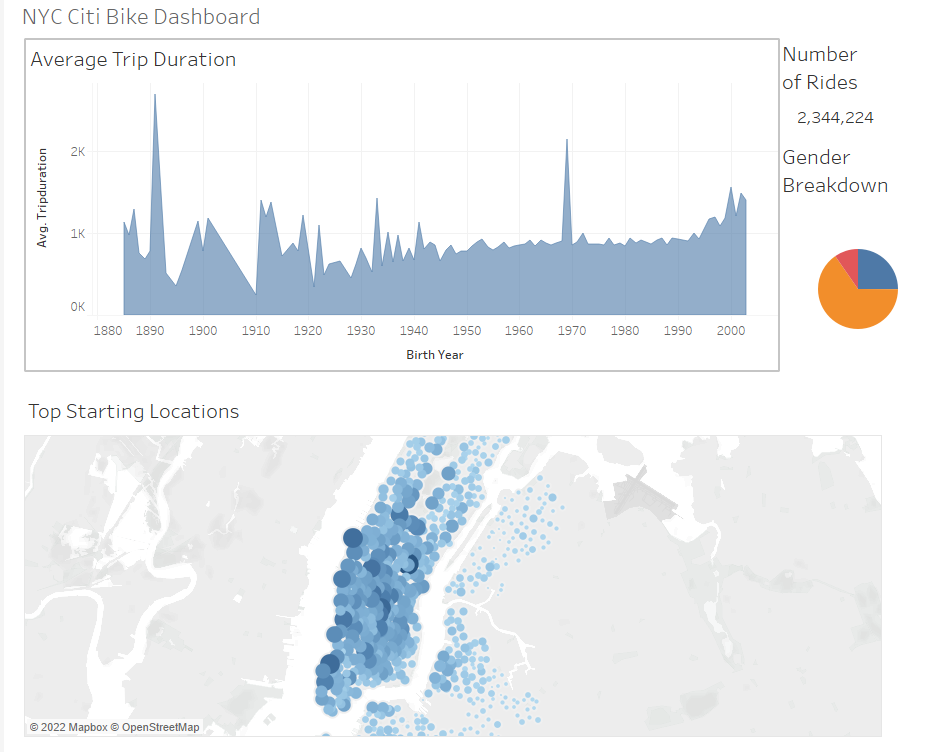 NYC Citi Bike Dashboard
Average Trip Duration
Avg. Tripduration
2K
1K
0K
1880 1890 1900 1910 1920 1930 1940 1950 1960 1970 1980 1990 2000
Birth Year
Number
of Rides
2,344,224
Gender
Breakdown
Top Starting Locations
© 2022 Mapbox © OpenStreetMap